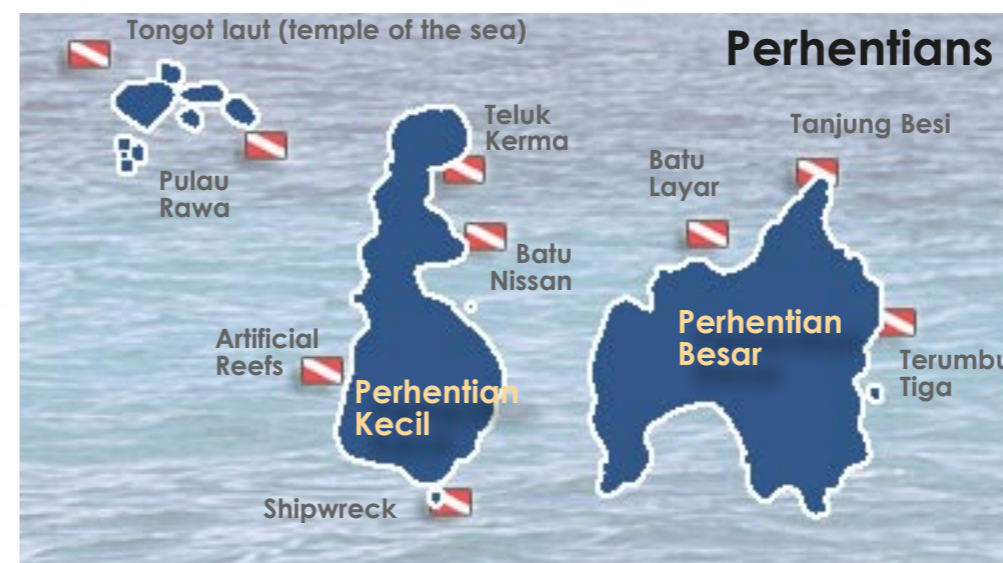 Tongot laut (temple of the sea)
Perhentians
Teluk
Kerma
Tanjung Besi
Batu
Layar
Pulau
Rawa
Batu
Nissan
Perhentian
Besar
Artificial
Reefs
Terumbu
Tiga
Perhentian
Kecil
Shipwreck